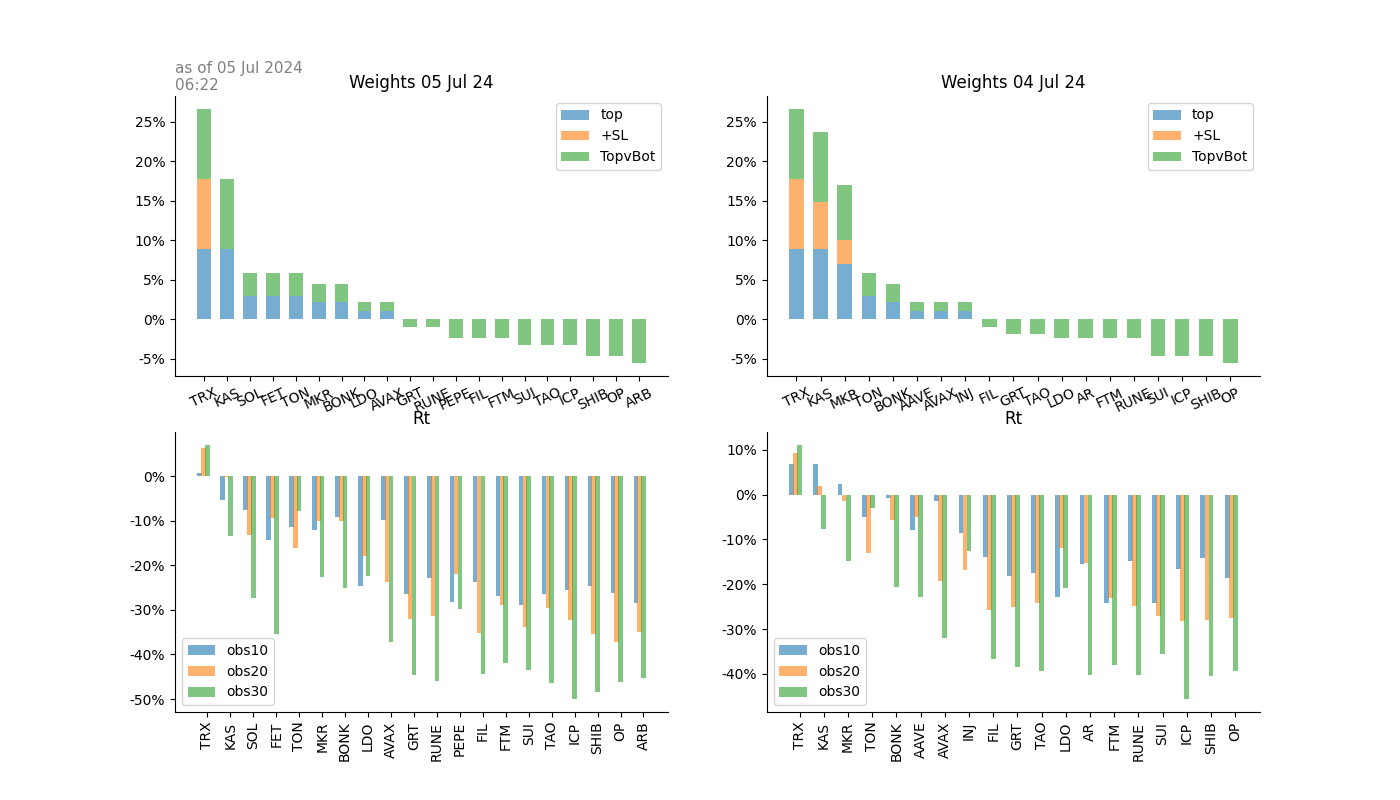 as of 05 Jul 2024
06:22
Weights 05 Jul 24
25%
20%
15%
10%
5%
0%
-5%
top
+SL
TopvBot
TRX KAS SOL FET TON MKR BONK LDO AVAX GRT RUNE PEPE FIL FTM SUI TAO ICP SHIB OP ARB
Weights 04 Jul 24
25%
20%
15%
10%
5%
0%
-5%
top
+SL
TopvBot
TRX KAS MKR TON BONK AAVE AVAX INJ FIL GRT TAO LDO AR FTM RUNE SUI ICP SHIB OP
Rt
0%
-10%
-20%
-30%
-40%
-50%
obs10
obs20
obs30
TRX KAS SOL FET TON MKR BONK LDO AVAX GRT RUNE PEPE FIL FTM SUI TAO ICP SHIB OP ARB
Rt
10%
0%
-10%
-20%
-30%
-40%
obs10
obs20
obs30
TRX KAS MKR TON BONK AAVE AVAX INJ FIL GRT TAO LDO AR FTM RUNE SUI ICP SHIB OP